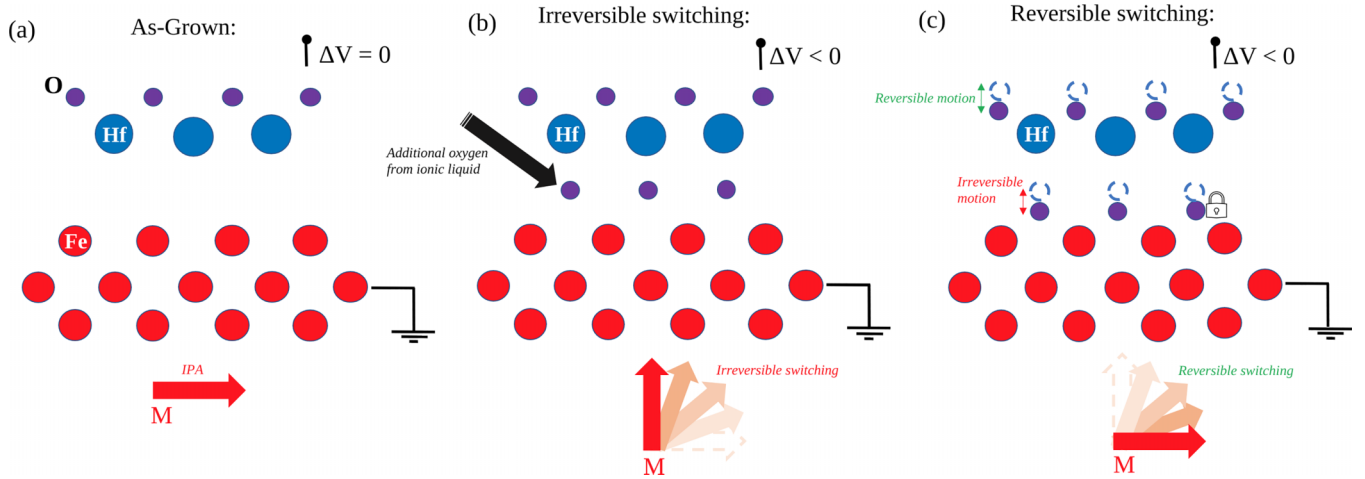 (a)
As-Grown:
ΔV = 0
O
Hf
Fe
IPA
M
(b)
Irreversible switching:
ΔV < 0
Hf
Additional oxygen
from ionic liquid
Irreversible switching
M
(c)
Reversible switching:
ΔV < 0
Reversible motion
Hf
Irreversible
motion
Reversible switching
M